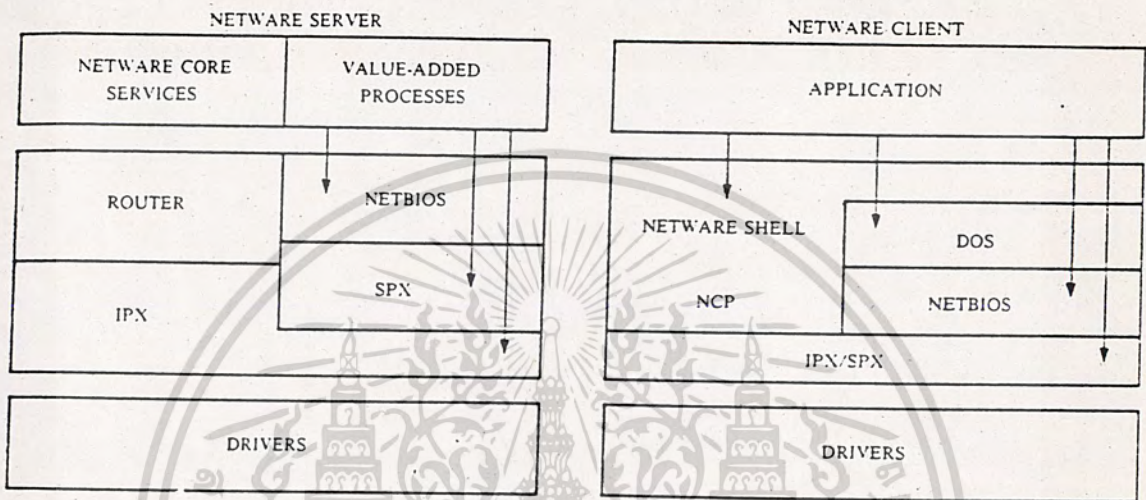 NETWARE SERVER
NETWARE CORE
SERVICES
VALUE-ADDED
PROCESSES
ROUTER
NETBIOS
IPX
SPX
DRIVERS
NETWARE CLIENT
APPLICATION
NETWARE SHELL
DOS
NCP
NETBIOS
IPX/SPX
DRIVERS